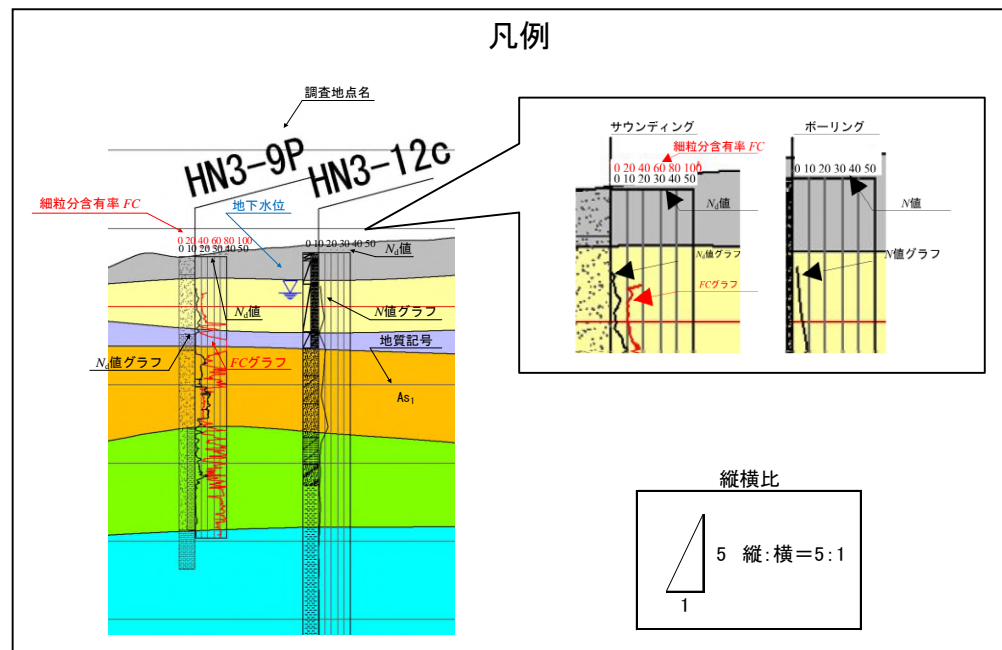 凡例
調査地点名
HN3-9P
HN3-12c
細粒分含有率 FC
地下水位
0 20 40 60 80 100
0 10 20 30 40 50
0 10 20 30 40 50
Nd値
Nd値
N値グラフ
地質記号
Nd値グラフ
FCグラフ
As1
サウンディング
細粒分含有率 FC
0 20 40 60 80 100
0 10 20 30 40 50
Nd値
Nd値グラフ
FCグラフ
ボーリング
0 10 20 30 40 50
N値
N値グラフ
縦横比
5 縦:横=5:1
1